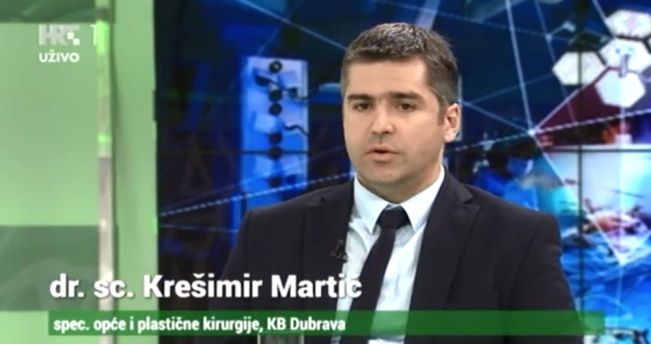 HRT 1
UŽIVO
dr. sc. Krešimir Martić
spec. opće i plastične kirurgije, KB Dubrava